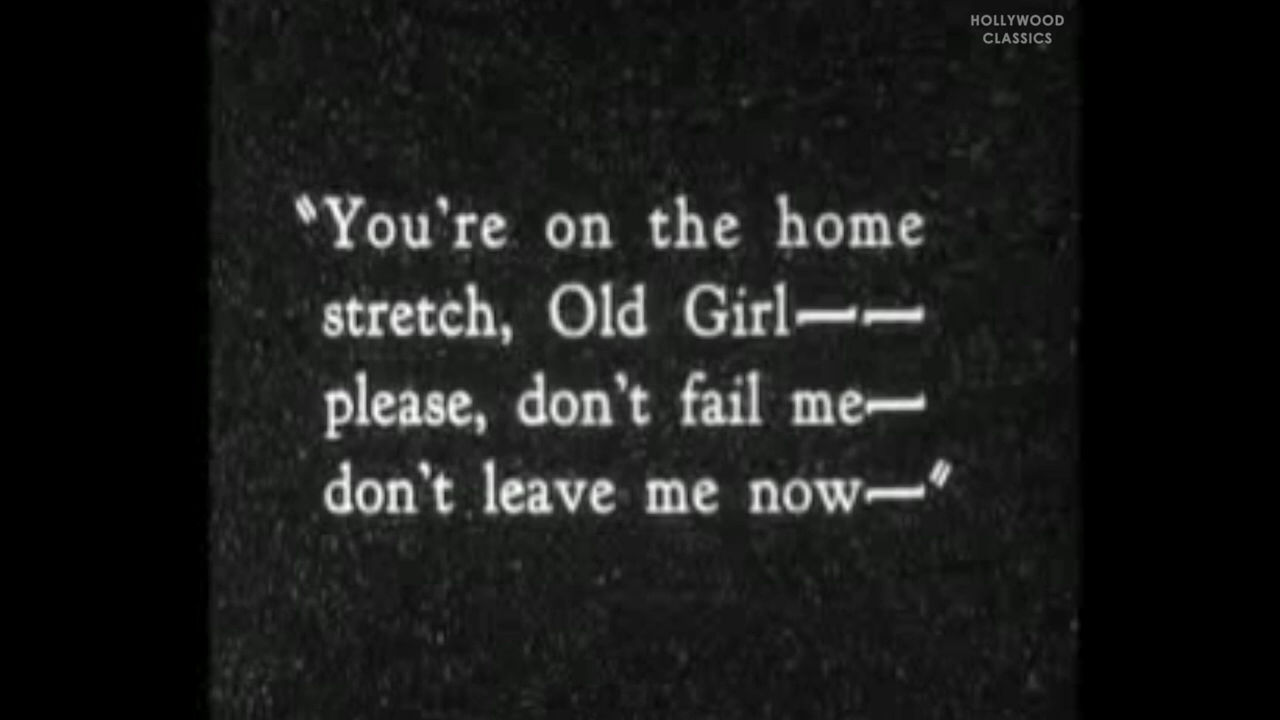 HOLLYWOOD
CLASSICS
"You're on the home
stretch, Old Girl——
please, don't fail me—
don't leave me now—"